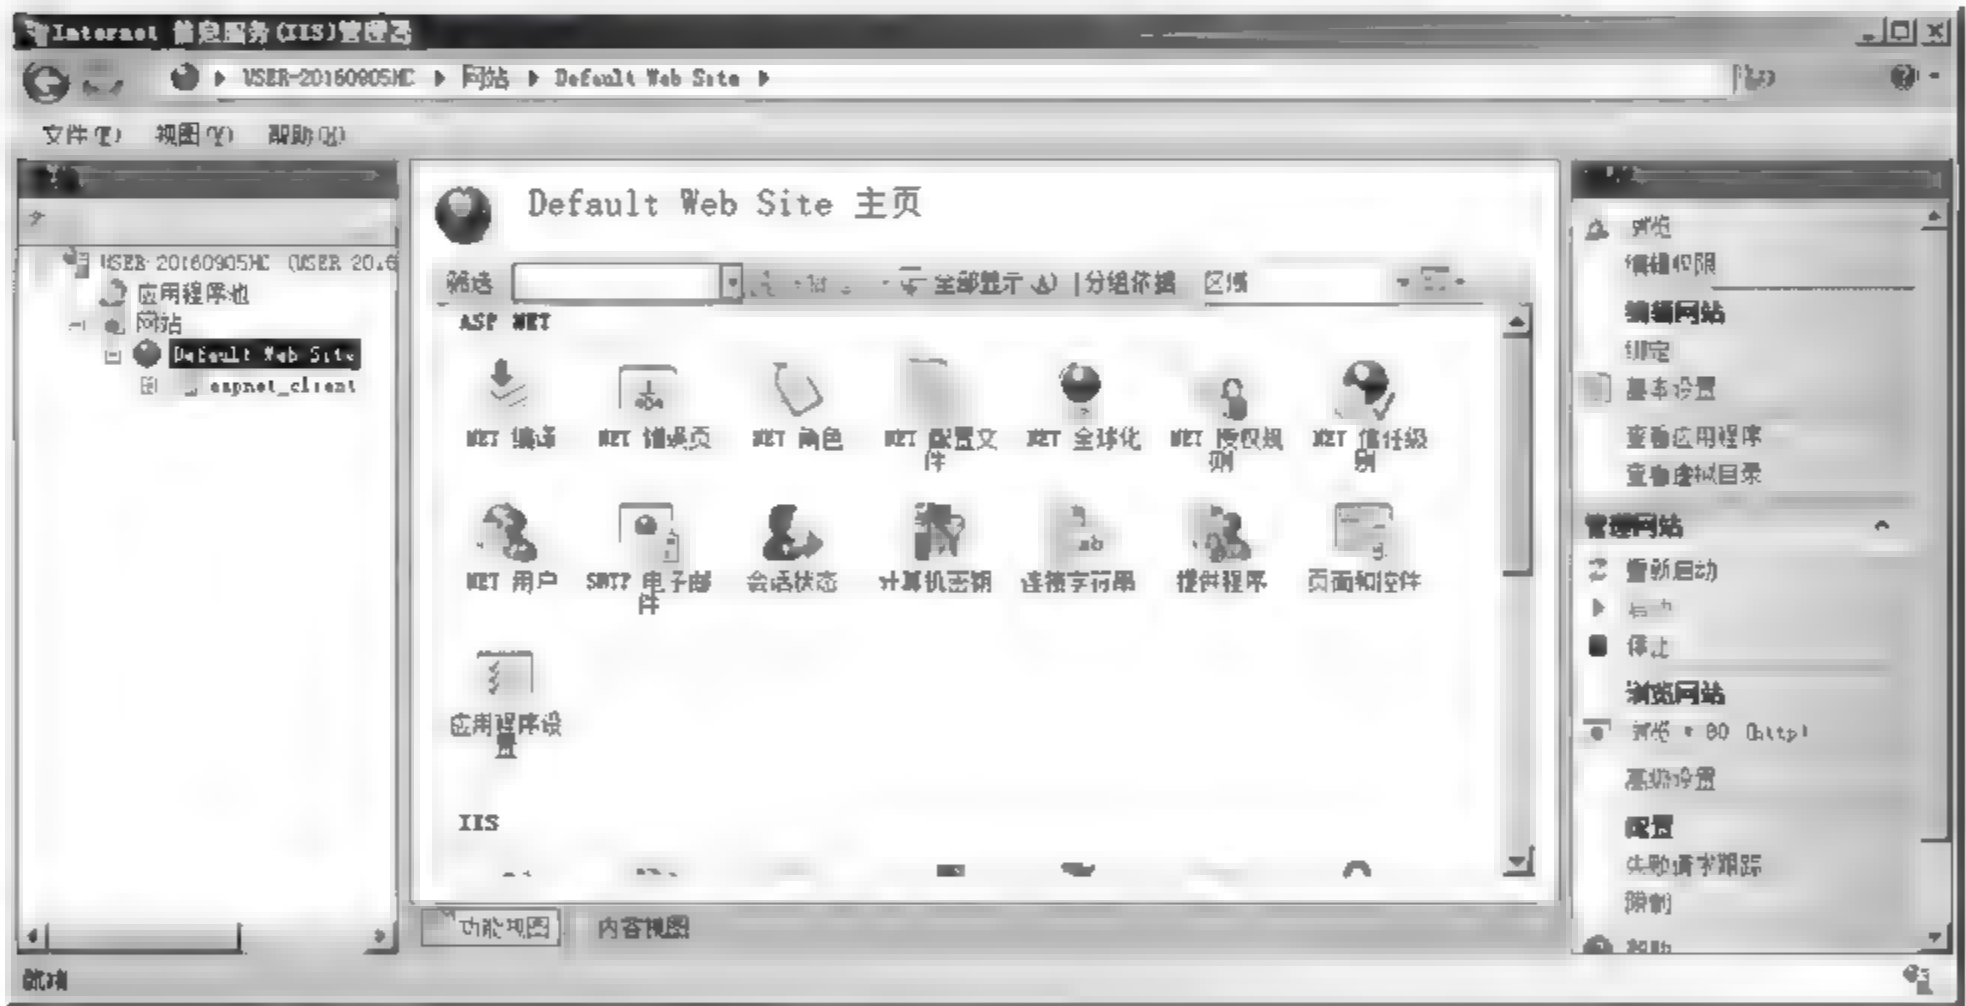 Internet 信息服务(IIS)管理器
USER-20160905MC 网站 Default Web Site
文件(F) 视图(V) 帮助(H)
USER-20160905MC (USER-2016
应用程序池
网站
Default Web Site
aspnet_client
Default Web Site 主页
筛选 全部显示(A) | 分组依据 区域
ASP NET
NET 编译 NET 错误页 NET 角色 NET 配置文件 NET 全球化 NET 授权规则 NET 信任级别
NET 用户 SMTP 电子邮件 会话状态 计算机密钥 连接字符串 提供程序 页面和控件
应用程序设置
IIS
功能视图 内容视图
浏览
编辑权限
编辑网站
绑定
基本设置
查看应用程序
查看虚拟目录
管理网站
重新启动
启动
停止
浏览网站
浏览 * 80 (http)
高级设置
配置
失败请求跟踪
限制
帮助
就绪